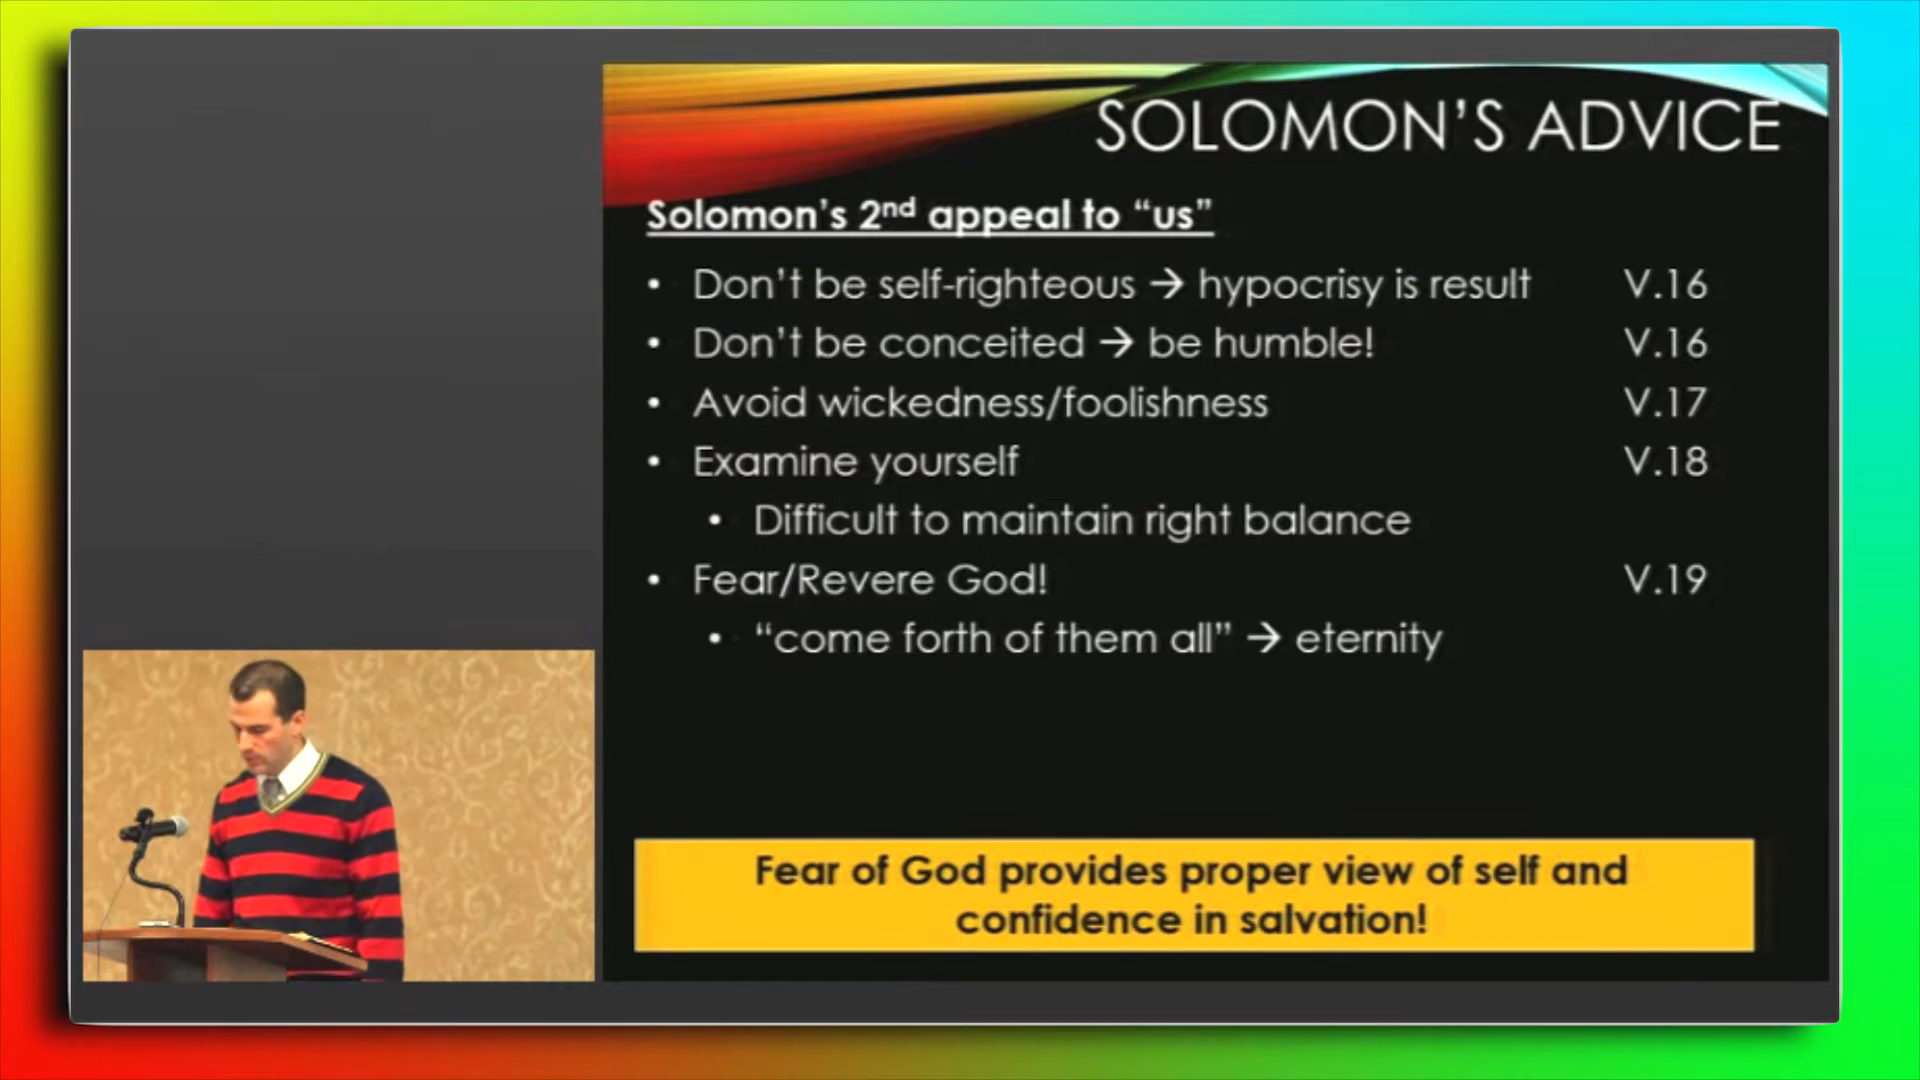 SOLOMON'S ADVICE
Solomon's 2nd appeal to “us”
• Don't be self-righteous → hypocrisy is result V.16
• Don't be conceited → be humble! V.16
• Avoid wickedness/foolishness V.17
• Examine yourself V.18
• Difficult to maintain right balance
• Fear/Revere God! V.19
• “come forth of them all” → eternity
Fear of God provides proper view of self and
confidence in salvation!